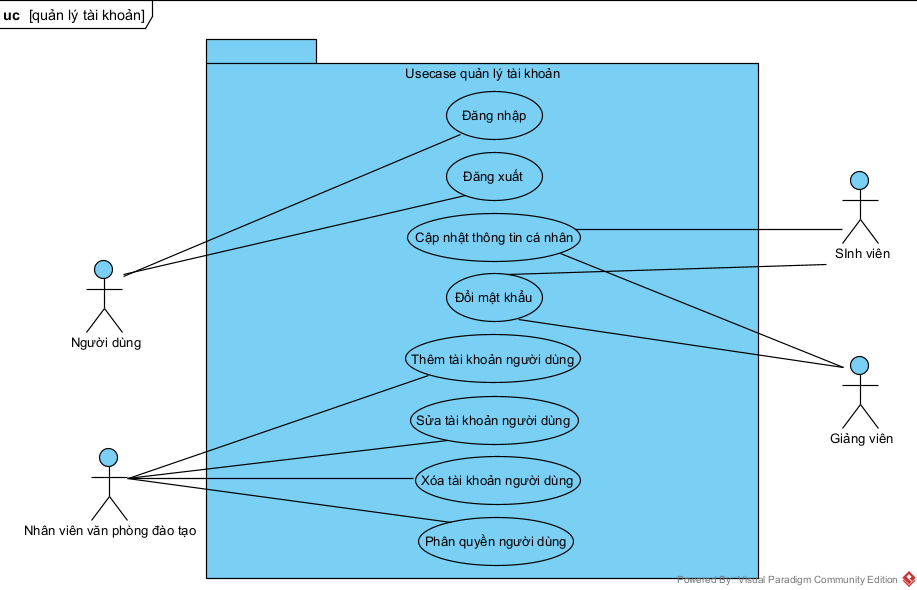 uc [quản lý tài khoản]
Usecase quản lý tài khoản
Đăng nhập
Đăng xuất
Cập nhật thông tin cá nhân
SInh viên
Đổi mật khẩu
Người dùng
Thêm tài khoản người dùng
Sửa tài khoản người dùng
Giảng viên
Xóa tài khoản người dùng
Nhân viên văn phòng đào tạo
Phân quyền người dùng
Powered By: Visual Paradigm Community Edition